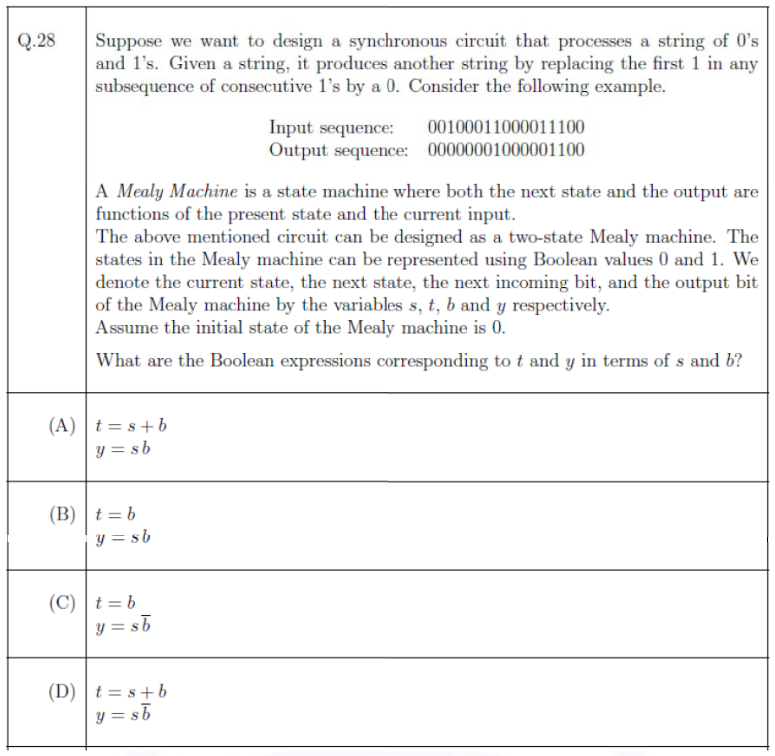 Q.28 Suppose we want to design a synchronous circuit that processes a string of 0's
and 1's. Given a string, it produces another string by replacing the first 1 in any
subsequence of consecutive 1's by a 0. Consider the following example.
Input sequence: 00100011000011100
Output sequence: 00000001000001100
A Mealy Machine is a state machine where both the next state and the output are
functions of the present state and the current input.
The above mentioned circuit can be designed as a two-state Mealy machine. The
states in the Mealy machine can be represented using Boolean values 0 and 1. We
denote the current state, the next state, the next incoming bit, and the output bit
of the Mealy machine by the variables s, t, b and y respectively.
Assume the initial state of the Mealy machine is 0.
What are the Boolean expressions corresponding to t and y in terms of s and b?
(A) t = s + b
y = sb
(B) t = b
y = sb
(C) t = b
y = sb̅
(D) t = s + b
y = sb̅